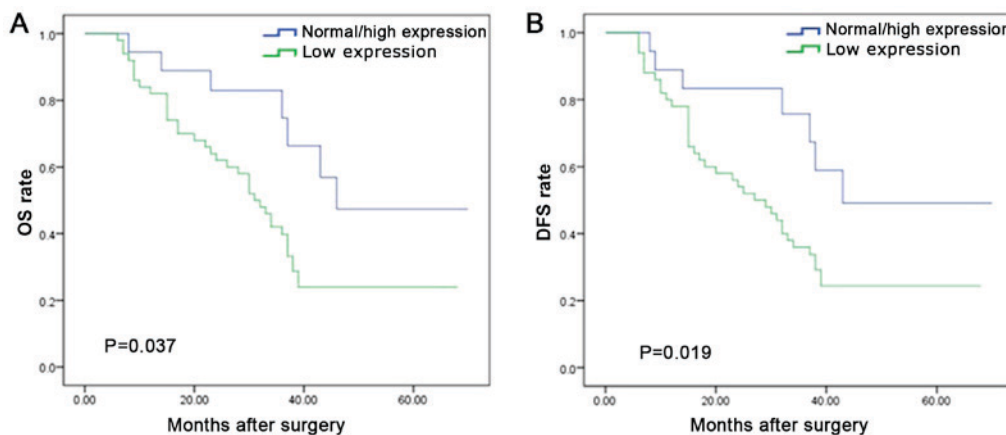 A
Normal/high expression
Low expression
1.0
0.8
0.6
0.4
0.2
0.0
OS rate
P=0.037
0.00 20.00 40.00 60.00
Months after surgery
B
Normal/high expression
Low expression
1.0
0.8
0.6
0.4
0.2
0.0
DFS rate
P=0.019
0.00 20.00 40.00 60.00
Months after surgery